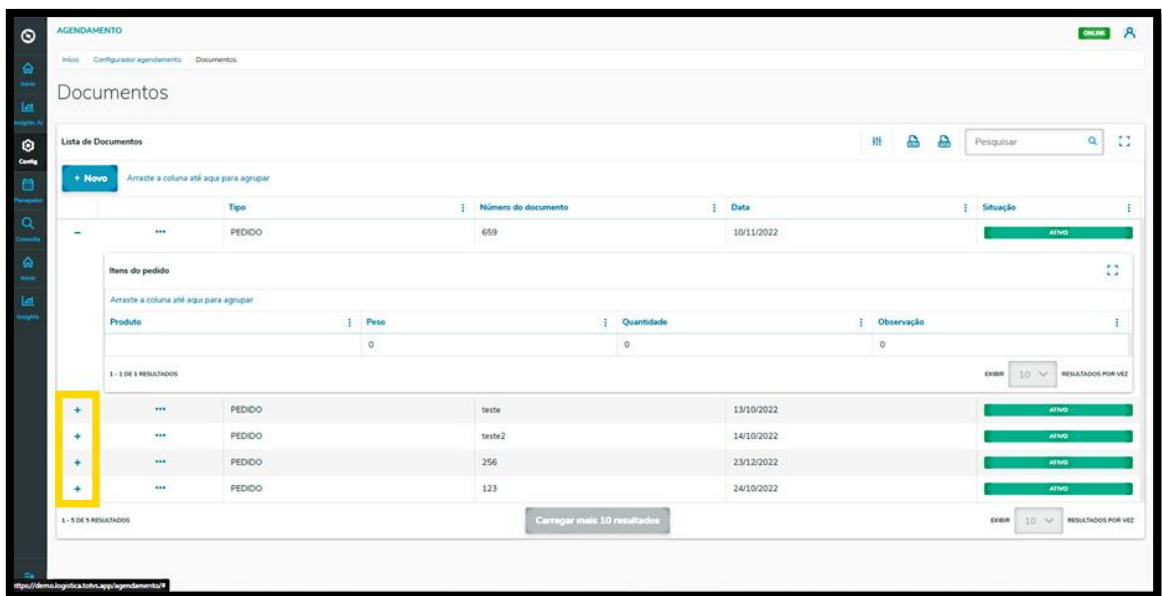 AGENDAMENTO
ONLINE
Início Configurador agendamento Documentos
Início
Documentos
Insights AI
Lista de Documentos
Pesquisar
Config
+ Novo Arraste a coluna até aqui para agrupar
Planejador
Tipo Número do documento Data Situação
Consulta
PEDIDO 659 10/11/2022 ATIVO
Início
Itens do pedido
Arraste a coluna até aqui para agrupar
Insights
Produto Peso Quantidade Observação
0 0 0
1 - 1 DE 1 RESULTADOS EXIBIR 10 RESULTADOS POR VEZ
PEDIDO teste 13/10/2022 ATIVO
PEDIDO teste2 14/10/2022 ATIVO
PEDIDO 256 23/12/2022 ATIVO
PEDIDO 123 24/10/2022 ATIVO
1 - 5 DE 5 RESULTADOS Carregar mais 10 resultados EXIBIR 10 RESULTADOS POR VEZ
https://demo.logistica.totvs.app/agendamento/#